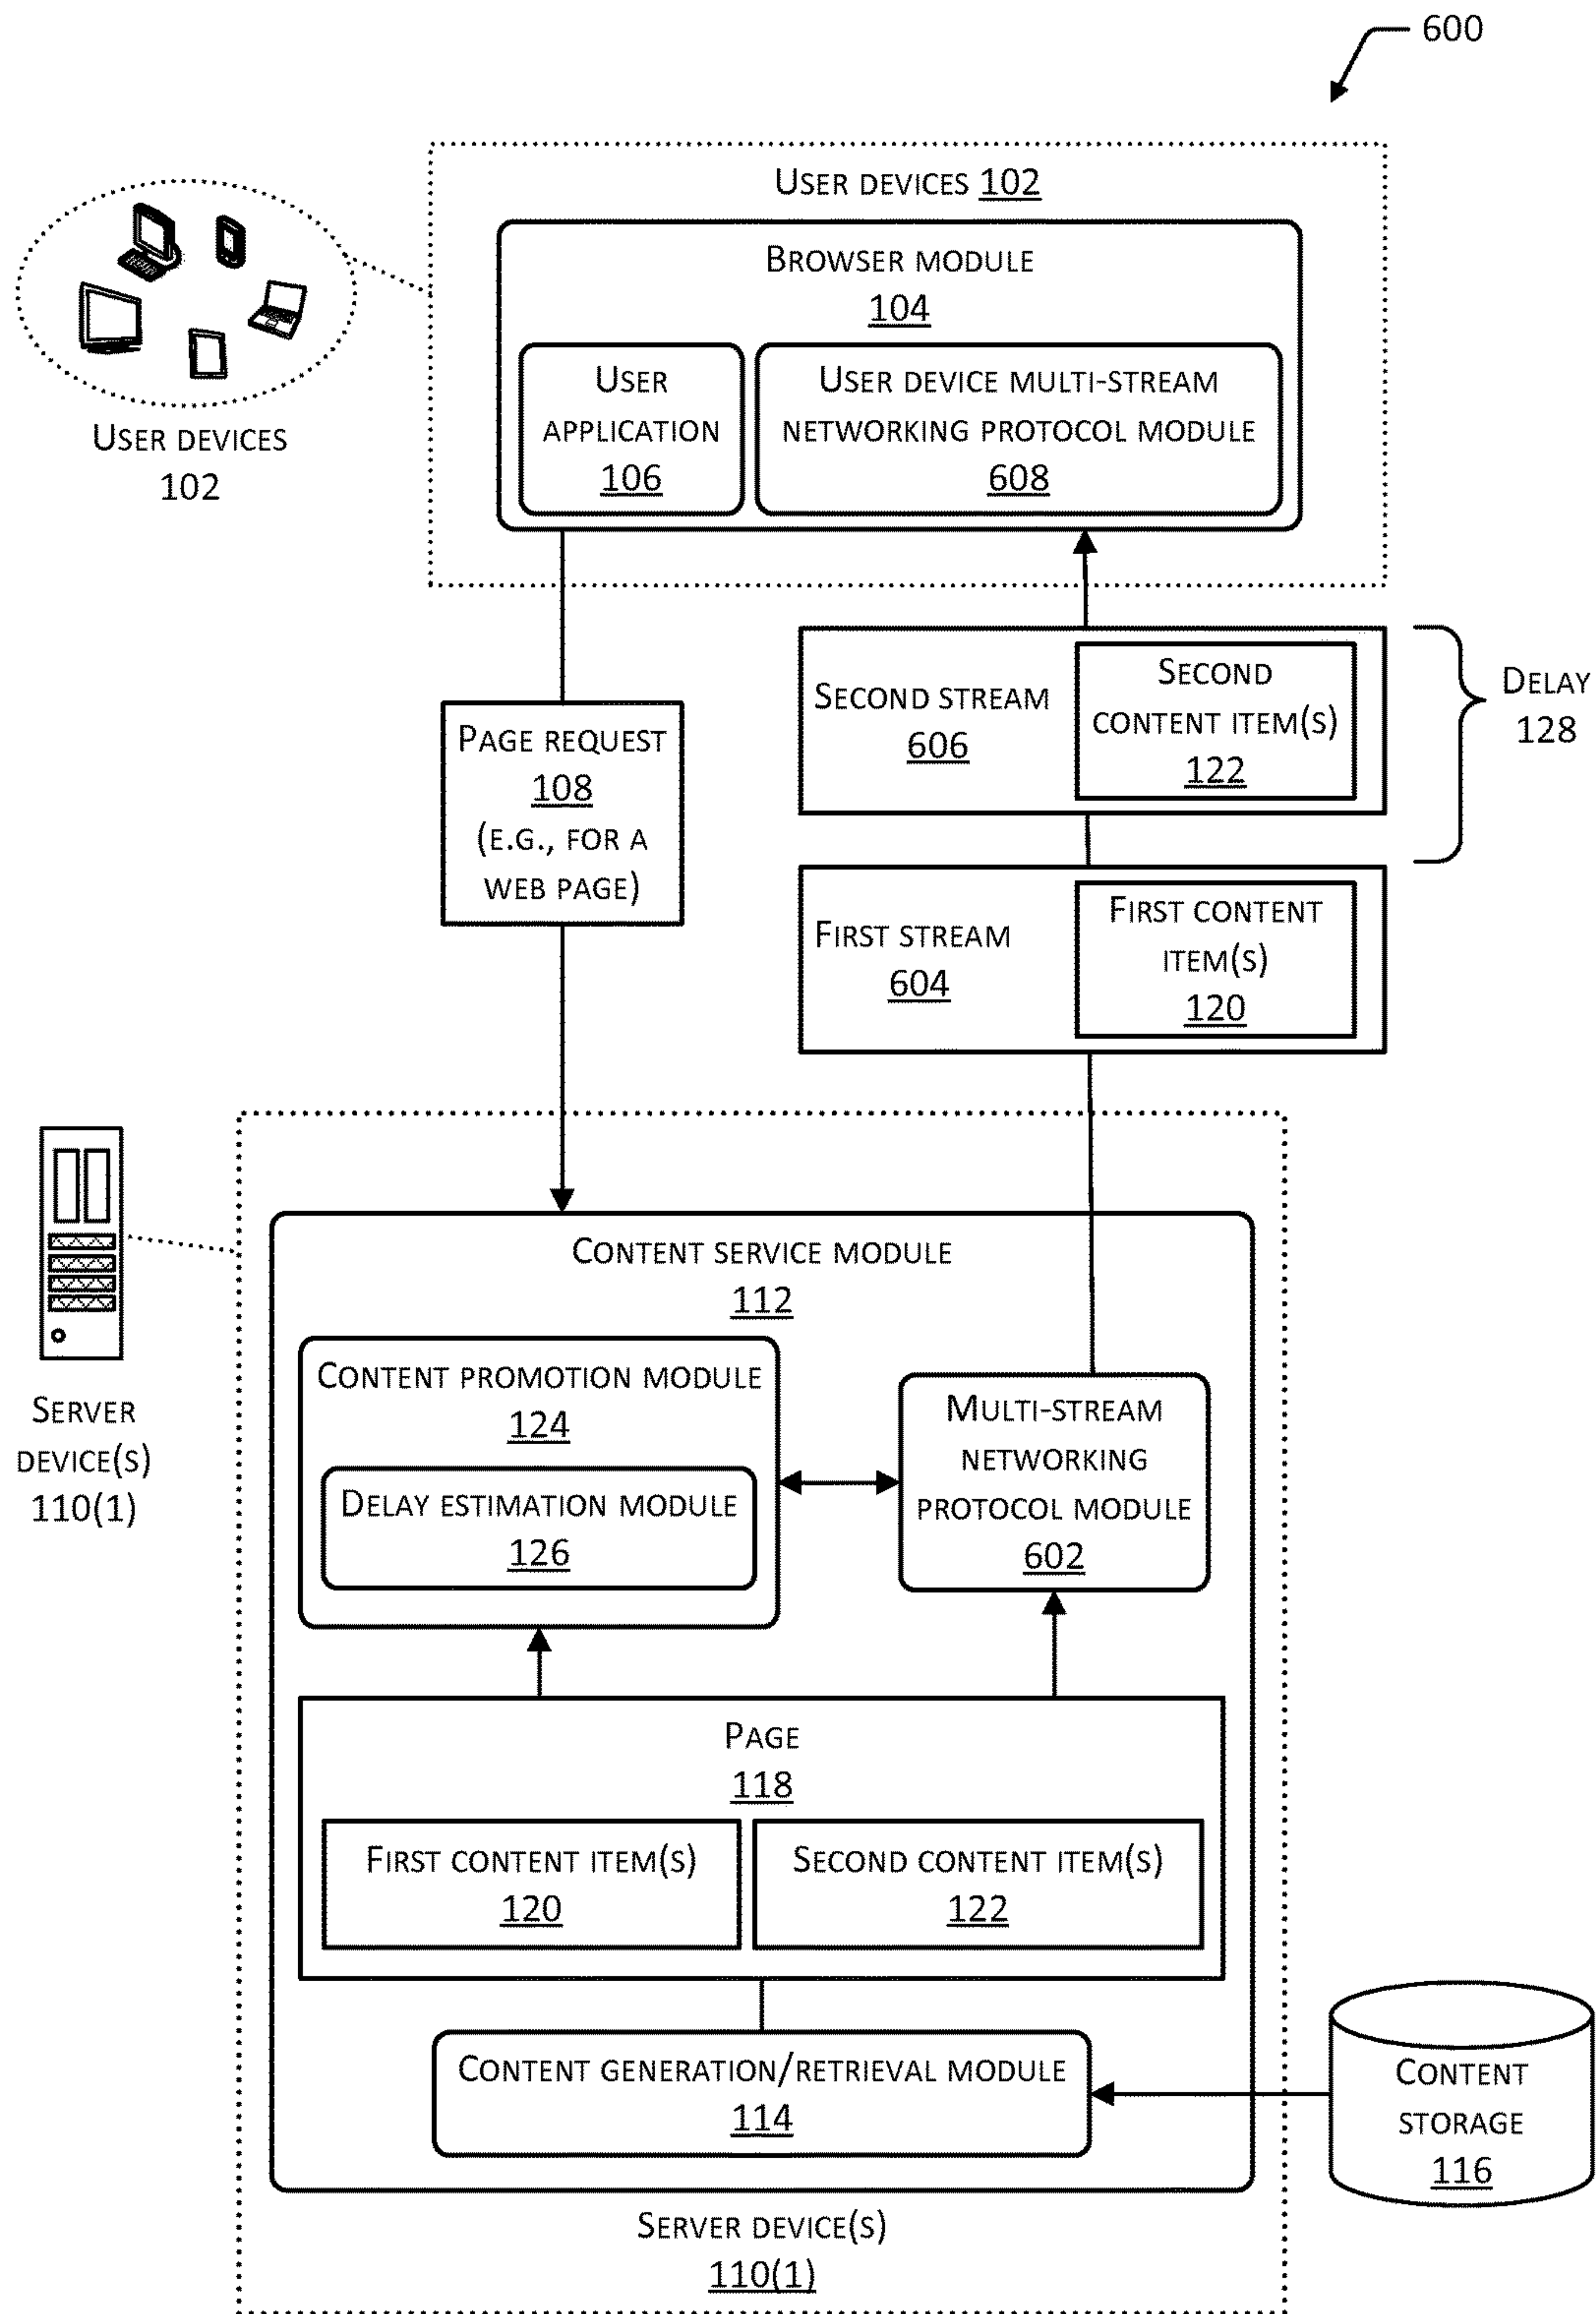 600
User devices 102
Browser module
104
User
application
106
User device multi-stream
networking protocol module
608
User devices
102
Page request
108
(e.g., for a
web page)
Second stream
606
Second
content item(s)
122
Delay
128
First stream
604
First content
item(s)
120
Server
device(s)
110(1)
Content service module
112
Content promotion module
124
Delay estimation module
126
Multi-stream
networking
protocol module
602
Page
118
First content item(s)
120
Second content item(s)
122
Content generation/retrieval module
114
Content
storage
116
Server device(s)
110(1)